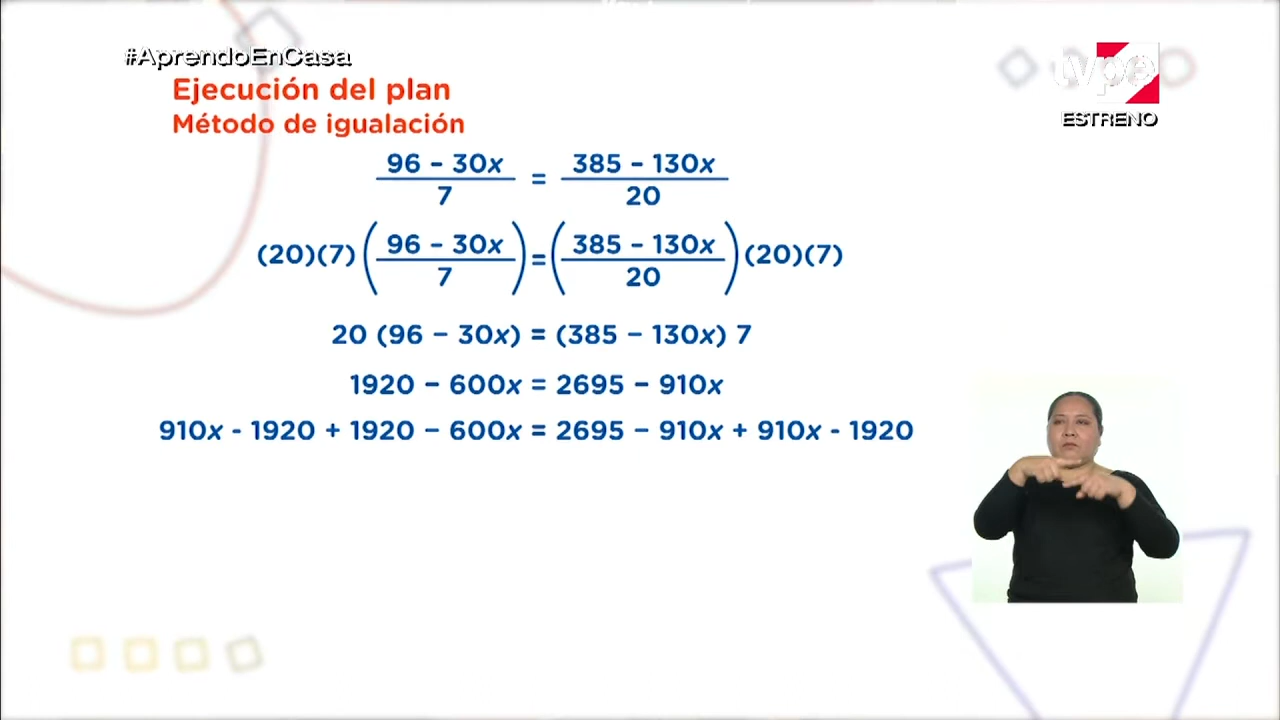 #AprendoEnCasa
tvpe
ESTRENO
Ejecución del plan
Método de igualación
96 – 30x / 7 = 385 – 130x / 20
(20)(7) (96 – 30x / 7) = (385 – 130x / 20) (20)(7)
20 (96 – 30x) = (385 – 130x) 7
1920 – 600x = 2695 – 910x
910x - 1920 + 1920 – 600x = 2695 – 910x + 910x - 1920